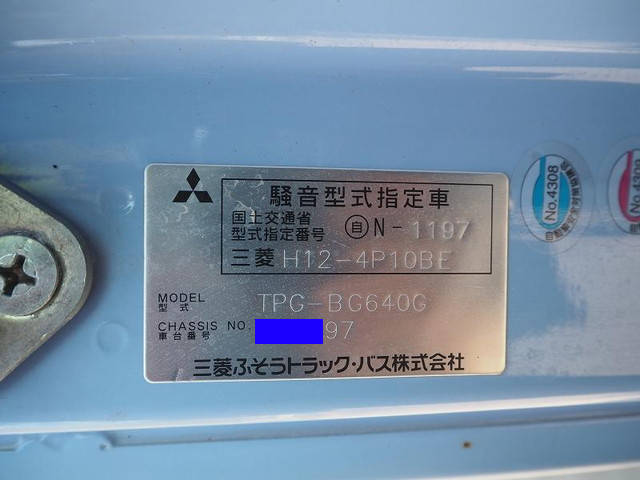 騒音型式指定車
国土交通省
型式指定番号 自 N-1197
三菱 H12-4P10BE
MODEL
型式 TPG-BG640G
CHASSIS NO.
車台番号 97
三菱ふそうトラック・バス株式会社
No.4308